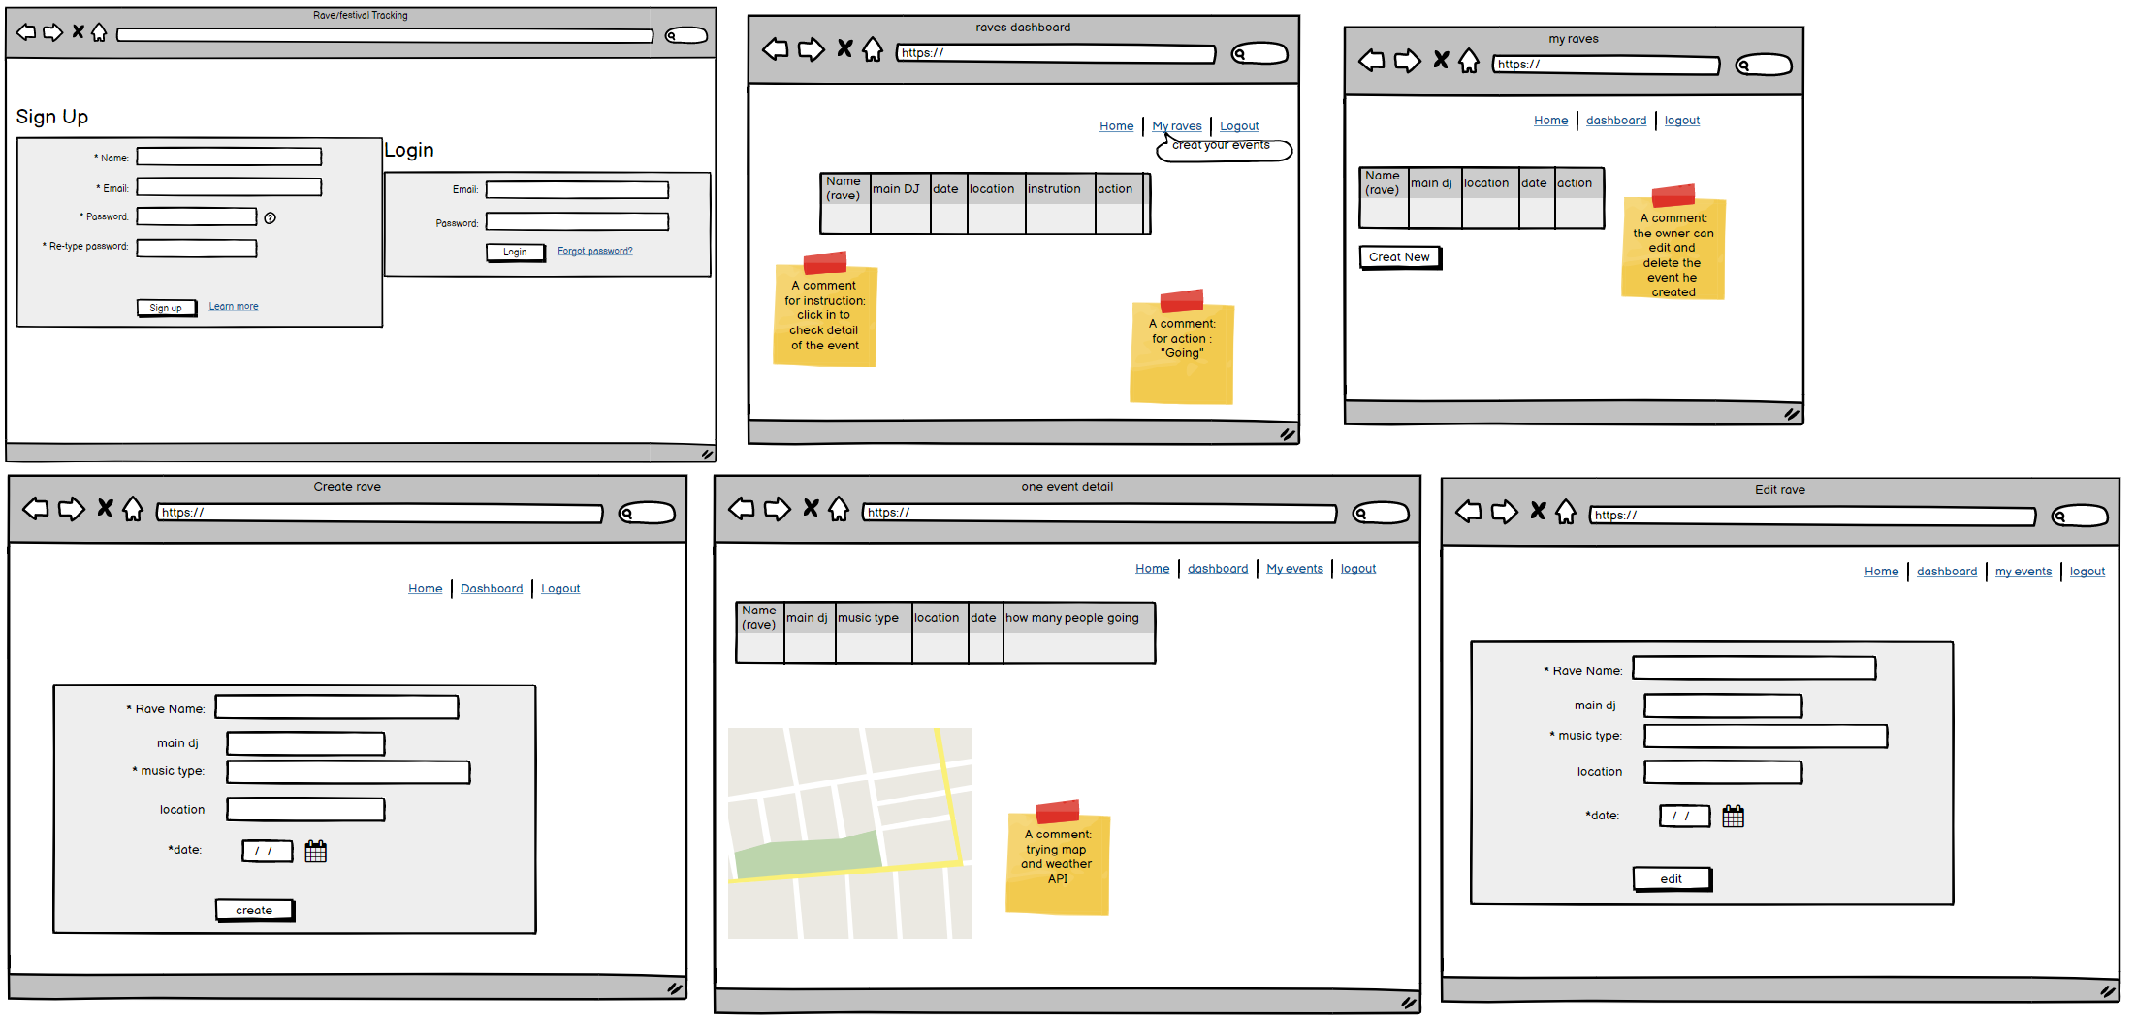 Rave/festival Tracking
Sign Up
* Name:
* Email:
* Password:
* Re-type password:
Sign up
Learn more
Login
Email:
Password:
Login
Forgot password?
raves dashboard
https://
Home
My raves
Logout
creat your events
Name
(rave)
main DJ
date
location
instrution
action
A comment
for instruction:
click in to
check detail
of the event
A comment:
for action :
"Going"
my raves
https://
Home
dashboard
logout
Name
(rave)
main dj
location
date
action
Creat New
A comment:
the owner can
edit and
delete the
event he
created
Create rave
https://
Home
Dashboard
Logout
* Rave Name:
main dj
* music type:
location
*date:
/ /
create
one event detail
https://
Home
dashboard
My events
logout
Name
(rave)
main dj
music type
location
date
how many people going
A comment:
trying map
and weather
API
Edit rave
https://
Home
dashboard
my events
logout
* Rave Name:
main dj
* music type:
location
*date:
/ /
edit